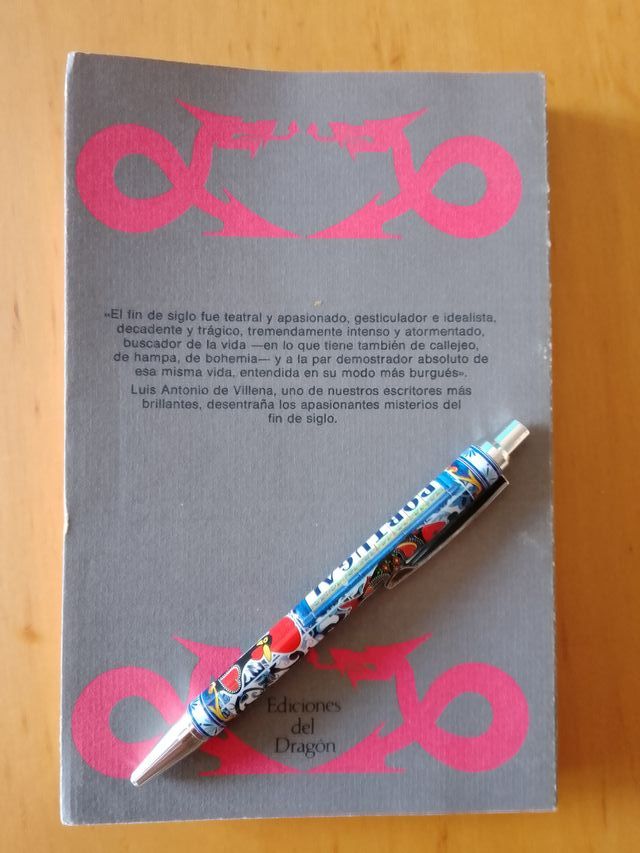 «El fin de siglo fue teatral y apasionado, gesticulador e idealista,
decadente y trágico, tremendamente intenso y atormentado,
buscador de la vida —en lo que tiene también de callejeo,
de hampa, de bohemia— y a la par demostrador absoluto de
esa misma vida, entendida en su modo más burgués».
Luis Antonio de Villena, uno de nuestros escritores más
brillantes, desentraña los apasionantes misterios del
fin de siglo.
PORTUGAL
Ediciones
del
Dragón